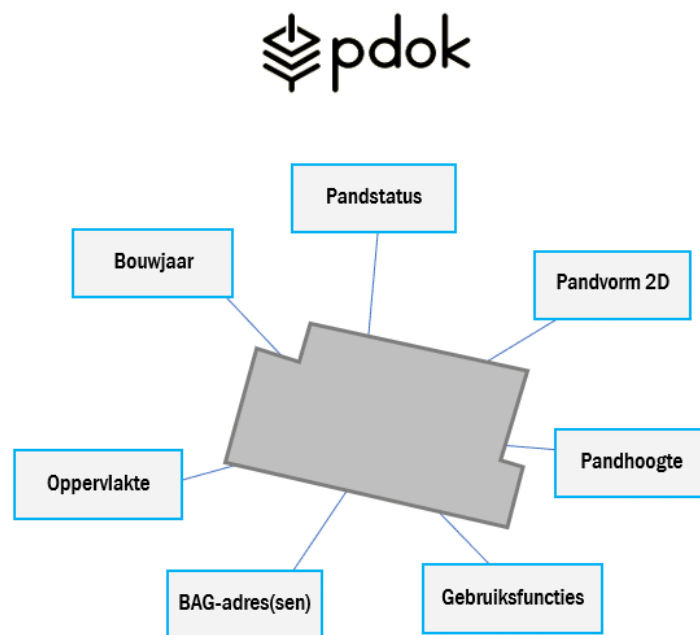 pdok
Pandstatus
Bouwjaar
Pandvorm 2D
Pandhoogte
Oppervlakte
Gebruiksfuncties
BAG-adres(sen)